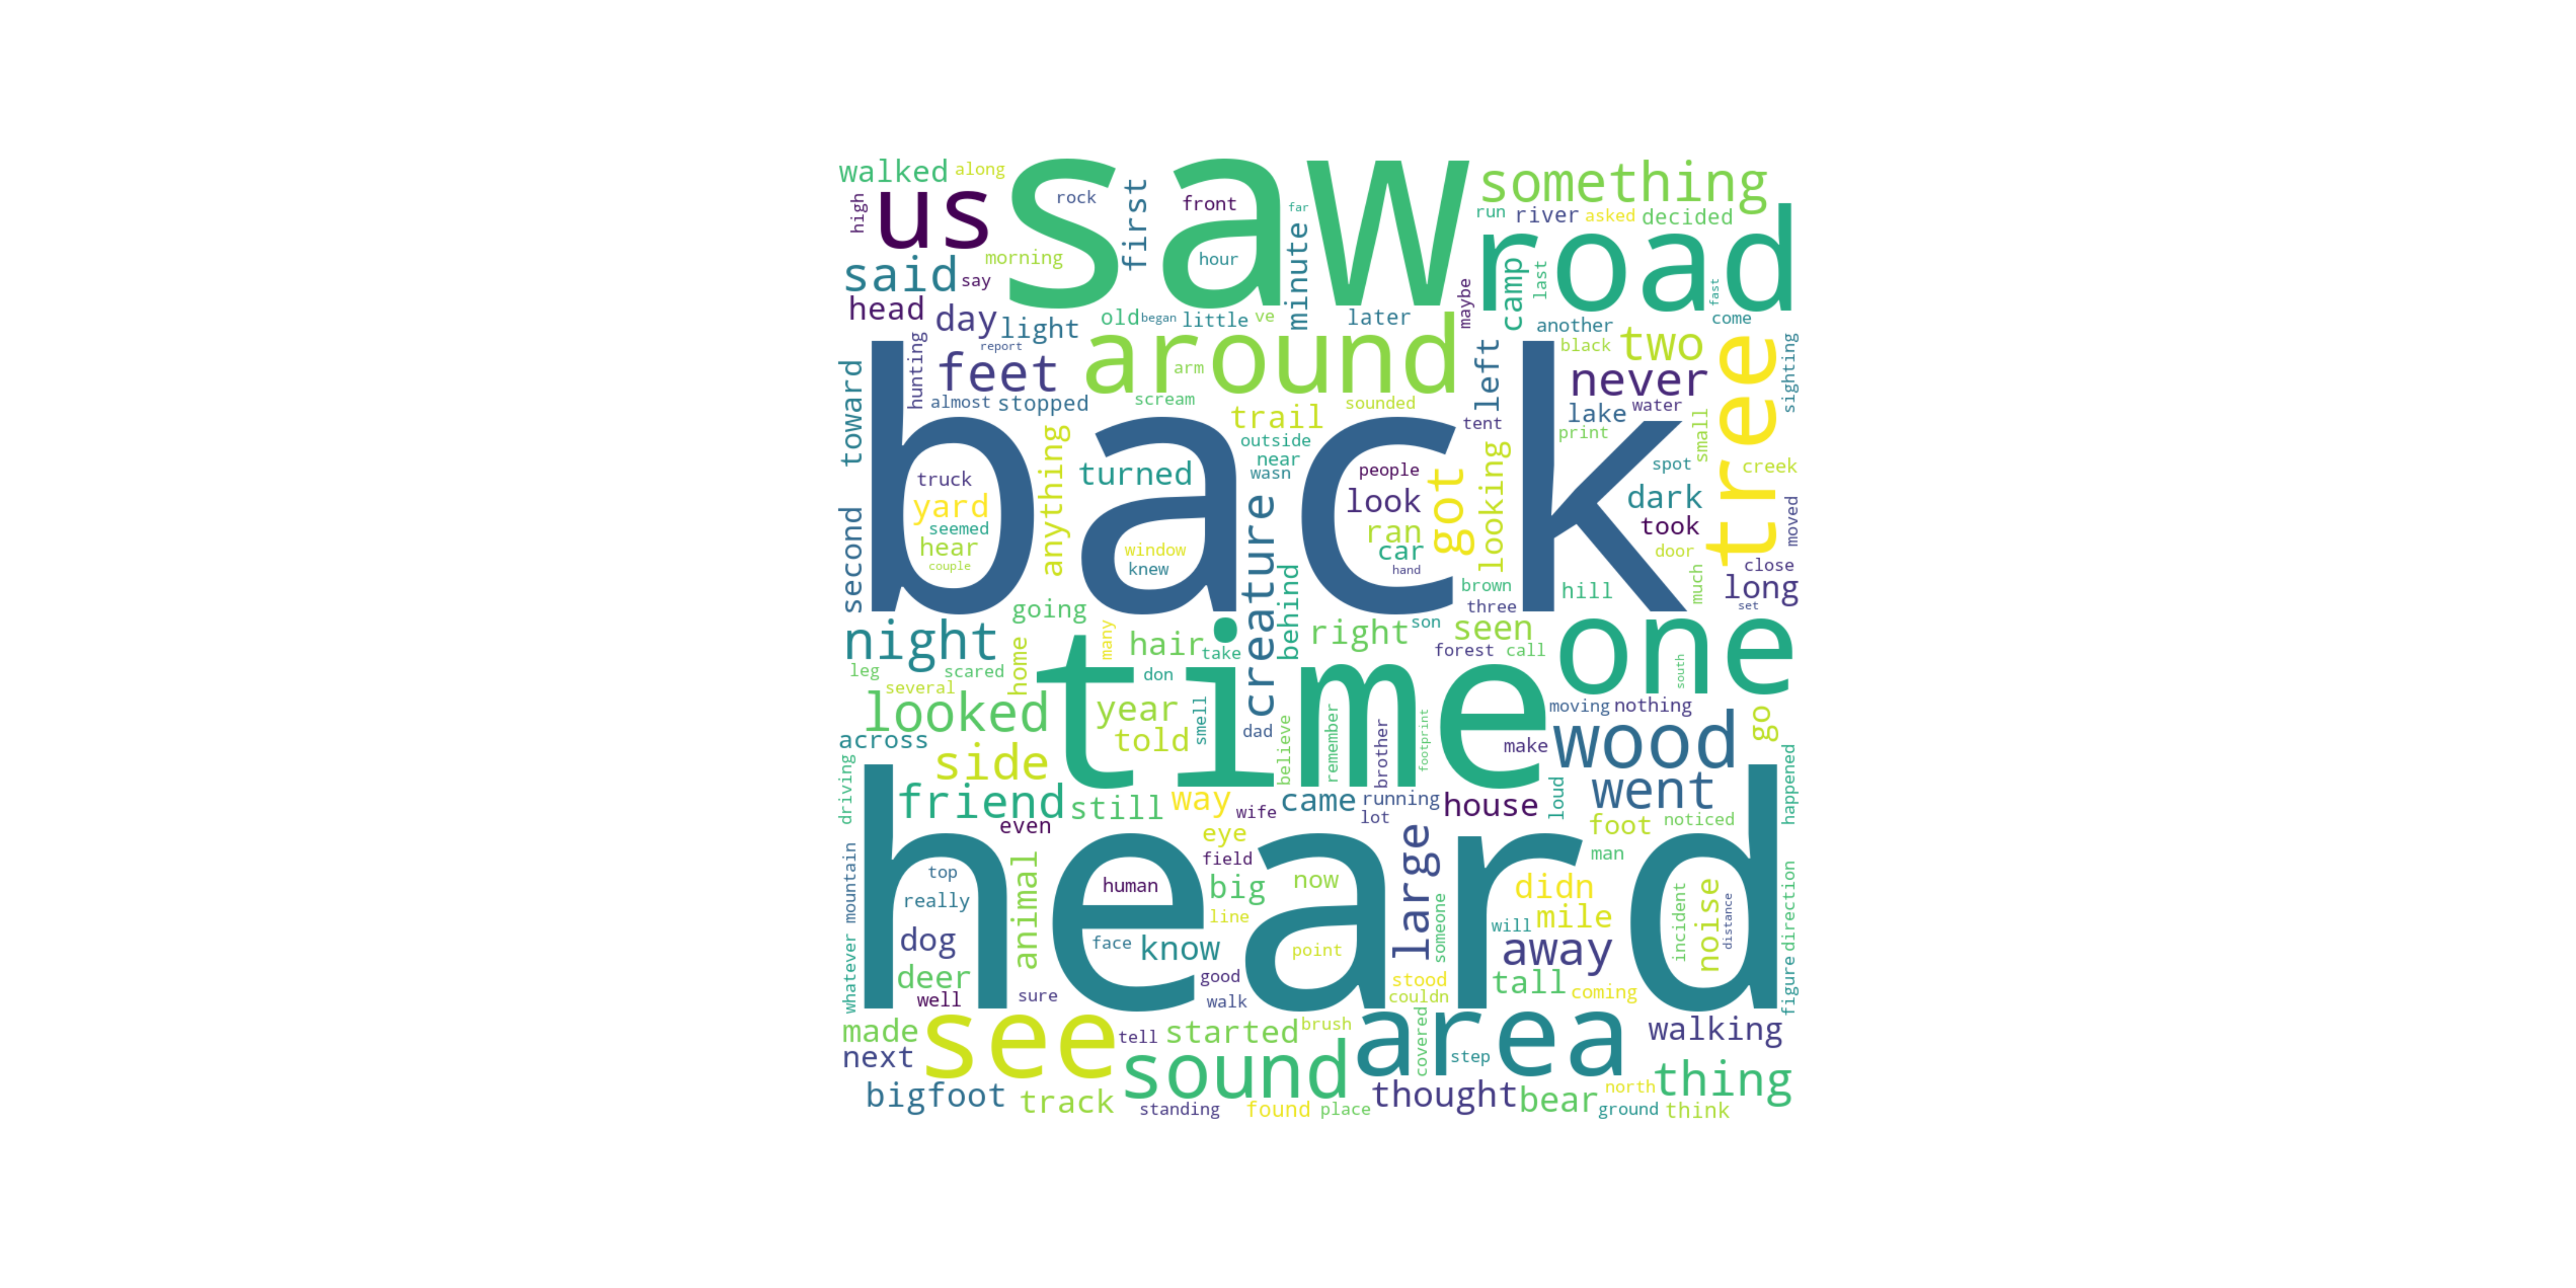 walked
along
us
high
rock
saw
front
first
hour
far
minute
something
run
river
asked
decided
road
morning
said
say
head
day
light
old
began
little
ve
later
maybe
camp
last
fast
come
another
report
hunting
feet
around
arm
left
black
two
tree
sighting
never
toward
almost
stopped
scream
trail
sounded
tent
lake
water
print
small
back
anything
outside
near
wasn
turned
people
look
got
looking
spot
creek
dark
took
moved
truck
yard
seemed
hear
couple
window
knew
creature
ran
car
hand
door
close
much
long
set
second
behind
brown
three
hill
going
night
many
hair
take
right
son
seen
forest
call
one
south
leg
scared
several
home
don
time
looked
year
told
smell
dad
believe
remember
brother
footprint
moving
nothing
make
wood
go
across
side
driving
friend
still
way
wife
came
running
lot
house
loud
went
happened
even
eye
foot
noticed
heard
field
large
man
mountain
whatever
top
really
animal
human
big
now
line
someone
didn
will
mile
incident
noise
distance
direction
figure
dog
face
know
point
away
deer
good
stood
tall
coming
well
sure
walk
couldn
made
see
tell
started
brush
covered
area
step
walking
next
sound
thing
bigfoot
track
standing
found
place
thought
bear
north
ground
think